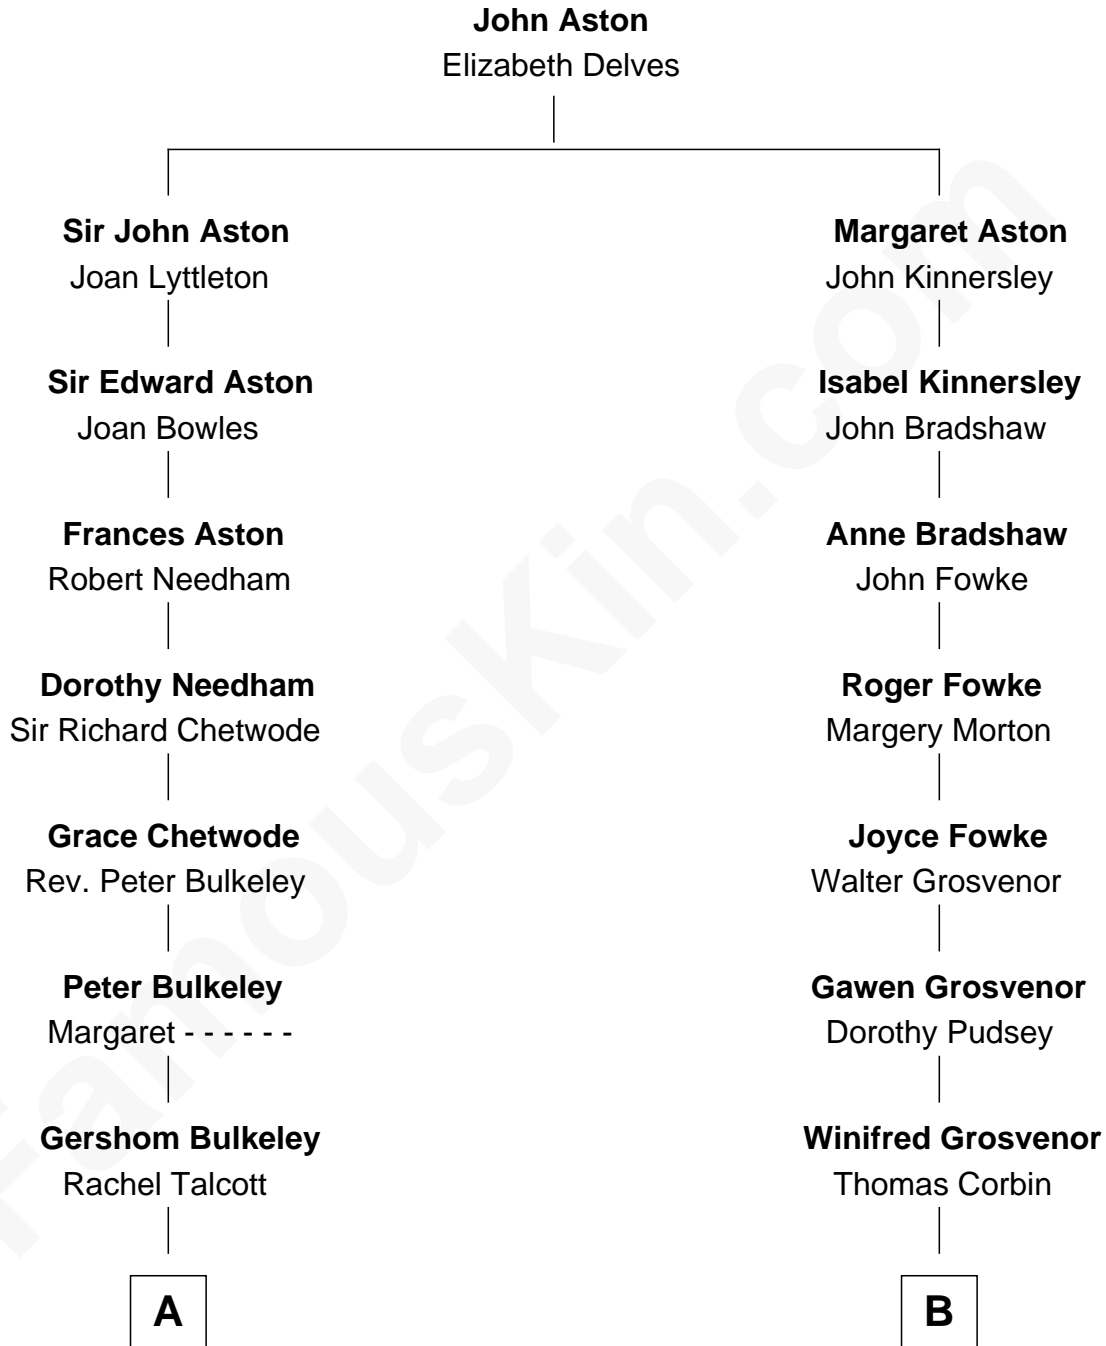 John Aston
Elizabeth Delves
Sir John Aston
Joan Lyttleton
Margaret Aston
John Kinnersley
Sir Edward Aston
Joan Bowles
Isabel Kinnersley
John Bradshaw
Frances Aston
Robert Needham
Anne Bradshaw
John Fowke
Dorothy Needham
Sir Richard Chetwode
Roger Fowke
Margery Morton
Grace Chetwode
Rev. Peter Bulkeley
Joyce Fowke
Walter Grosvenor
Peter Bulkeley
Margaret - - - - - -
Gawen Grosvenor
Dorothy Pudsey
Gershom Bulkeley
Rachel Talcott
Winifred Grosvenor
Thomas Corbin
A
B
FamousKin.com